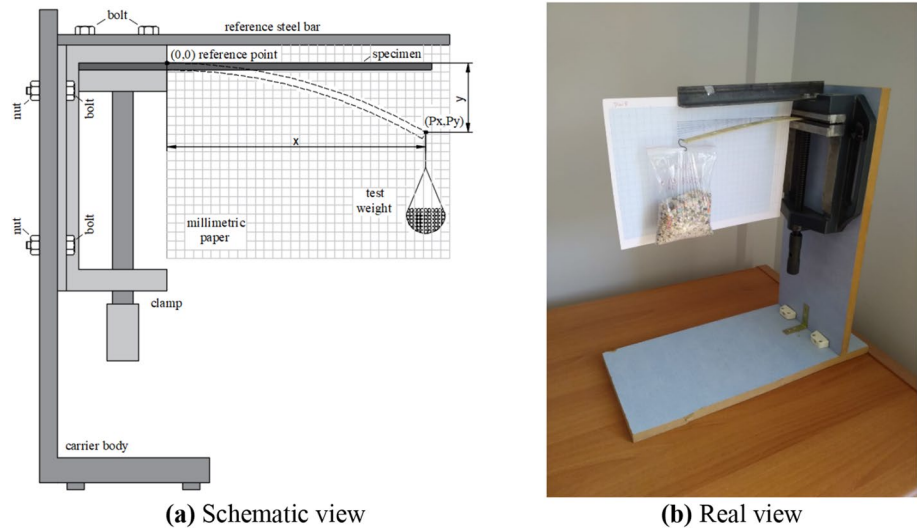 bolt
reference steel bar
(0,0) reference point
specimen
nut
bolt
y
(Px,Py)
x
nut
bolt
test
weight
millimetric
paper
clamp
carrier body
(a) Schematic view
(b) Real view